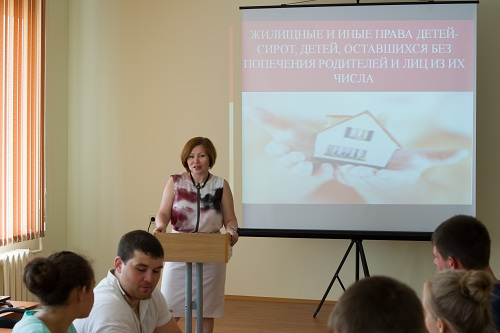 ЖИЛИЩНЫЕ И ИНЫЕ ПРАВА ДЕТЕЙ-
СИРОТ, ДЕТЕЙ, ОСТАВШИХСЯ БЕЗ
ПОПЕЧЕНИЯ РОДИТЕЛЕЙ И ЛИЦ ИЗ ИХ
ЧИСЛА